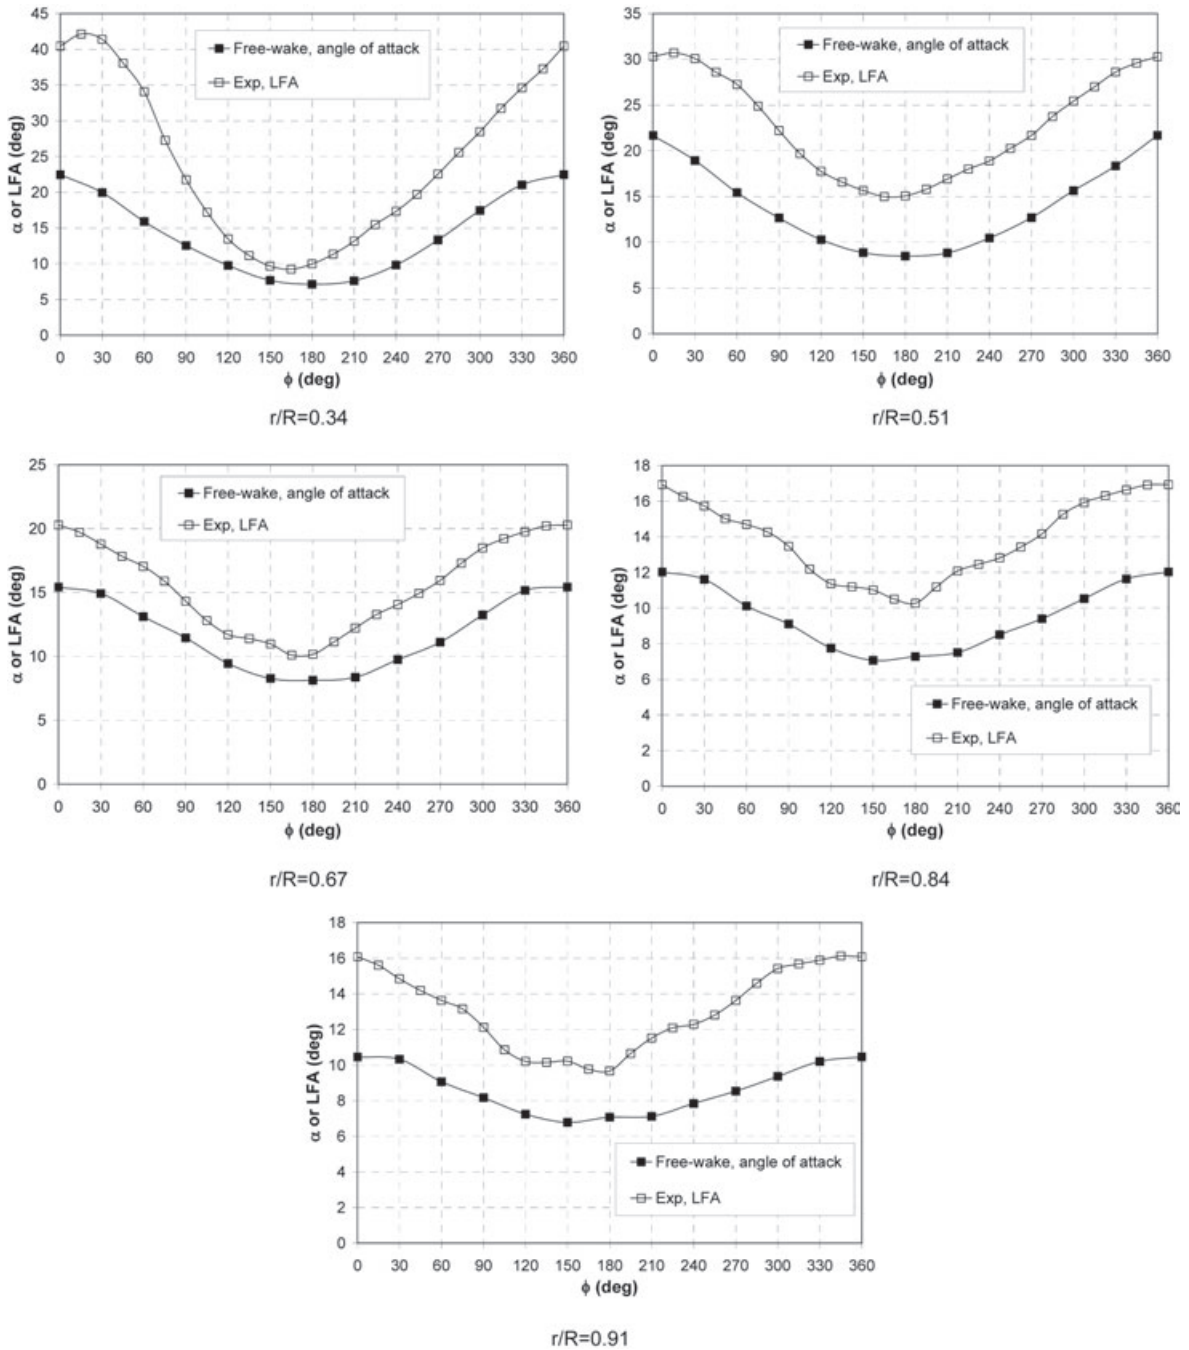 45
40
35
30
25
20
15
10
5
0
α or LFA (deg)
Free-wake, angle of attack
Exp, LFA
0 30 60 90 120 150 180 210 240 270 300 330 360
ϕ (deg)
r/R=0.34
35
30
25
20
15
10
5
0
α or LFA (deg)
Free-wake, angle of attack
Exp, LFA
0 30 60 90 120 150 180 210 240 270 300 330 360
ϕ (deg)
r/R=0.51
25
20
15
10
5
0
α or LFA (deg)
Free-wake, angle of attack
Exp, LFA
0 30 60 90 120 150 180 210 240 270 300 330 360
ϕ (deg)
r/R=0.67
18
16
14
12
10
8
6
4
2
0
α or LFA (deg)
Free-wake, angle of attack
Exp, LFA
0 30 60 90 120 150 180 210 240 270 300 330 360
ϕ (deg)
r/R=0.84
18
16
14
12
10
8
6
4
2
0
α or LFA (deg)
Free-wake, angle of attack
Exp, LFA
0 30 60 90 120 150 180 210 240 270 300 330 360
ϕ (deg)
r/R=0.91